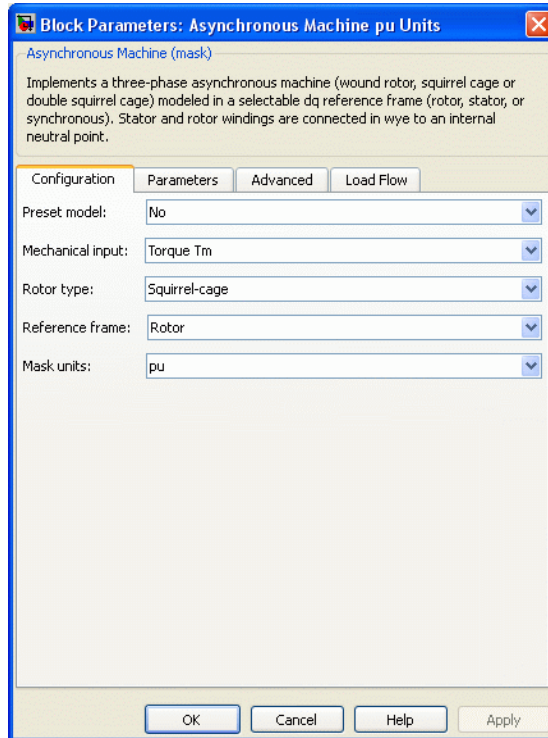 Block Parameters: Asynchronous Machine pu Units
Asynchronous Machine (mask)
Implements a three-phase asynchronous machine (wound rotor, squirrel cage or
double squirrel cage) modeled in a selectable dq reference frame (rotor, stator, or
synchronous). Stator and rotor windings are connected in wye to an internal
neutral point.
Configuration Parameters Advanced Load Flow
Preset model: No
Mechanical input: Torque Tm
Rotor type: Squirrel-cage
Reference frame: Rotor
Mask units: pu
OK Cancel Help Apply